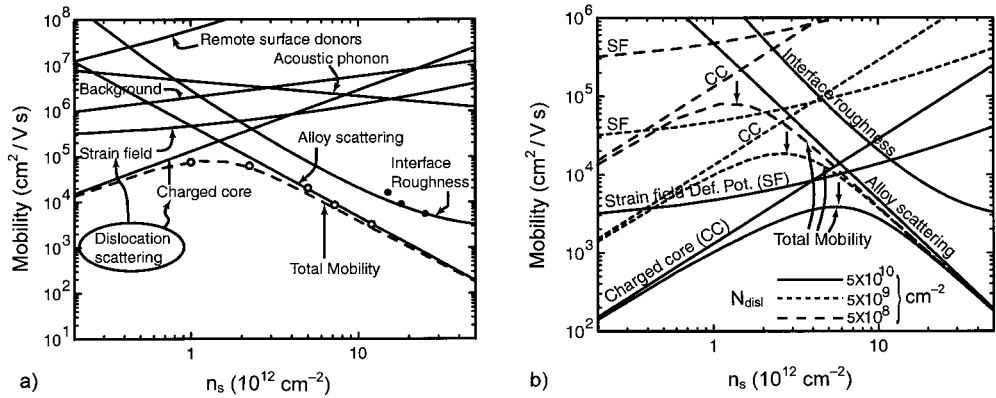 10^8
10^7
10^6
10^5
10^4
10^3
10^2
10^1
Mobility (cm^2 / V s)
Remote surface donors
Acoustic phonon
Background
Strain field
Alloy scattering
Interface
Roughness
Charged core
Dislocation
scattering
Total Mobility
1
10
n_s (10^12 cm^-2)
a)
10^6
10^5
10^4
10^3
10^2
Mobility (cm^2 / V s)
SF
CC
Interface roughness
SF
CC
Strain field Def. Pot. (SF)
Alloy scattering
Charged core (CC)
Total Mobility
N_disl
5X10^10
5X10^9
5X10^8
cm^-2
1
10
n_s (10^12 cm^-2)
b)